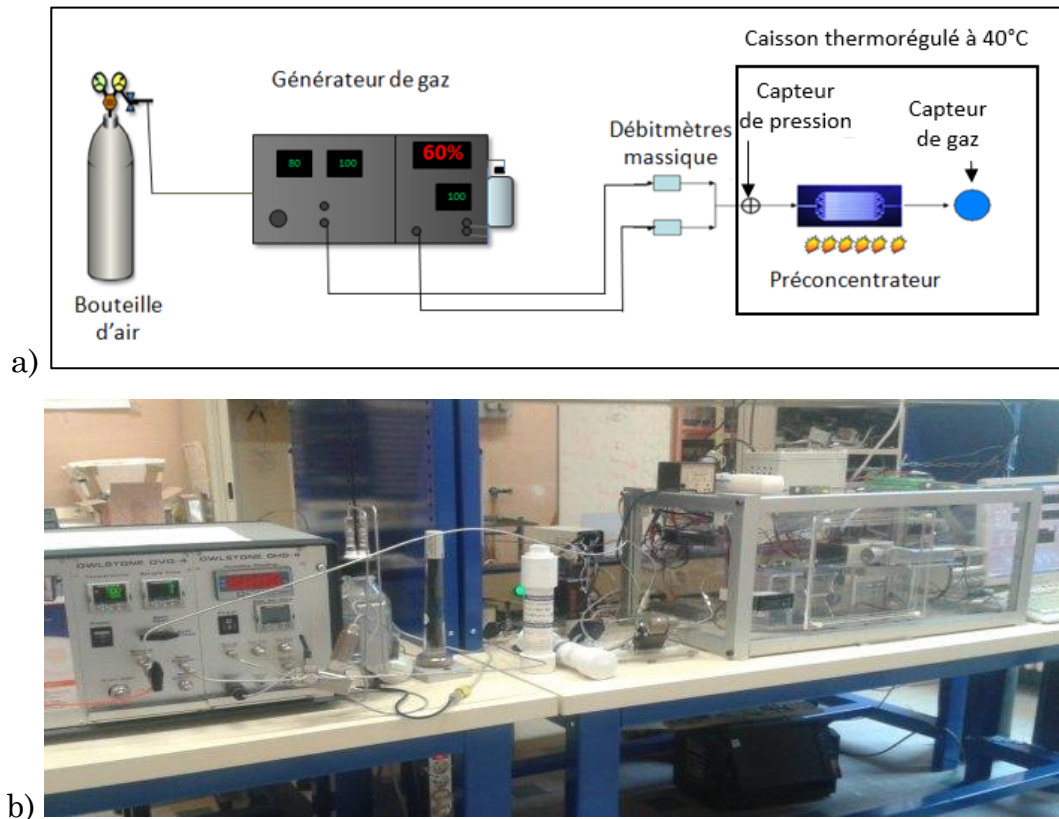 Caisson thermorégulé à 40°C
Générateur de gaz
Capteur
de pression
Capteur
de gaz
Débitmètres
massique
60%
80
100
100
Préconcentrateur
Bouteille
d'air
a)
OWLSTONE OVG-4
OWLSTONE OHG-4
b)